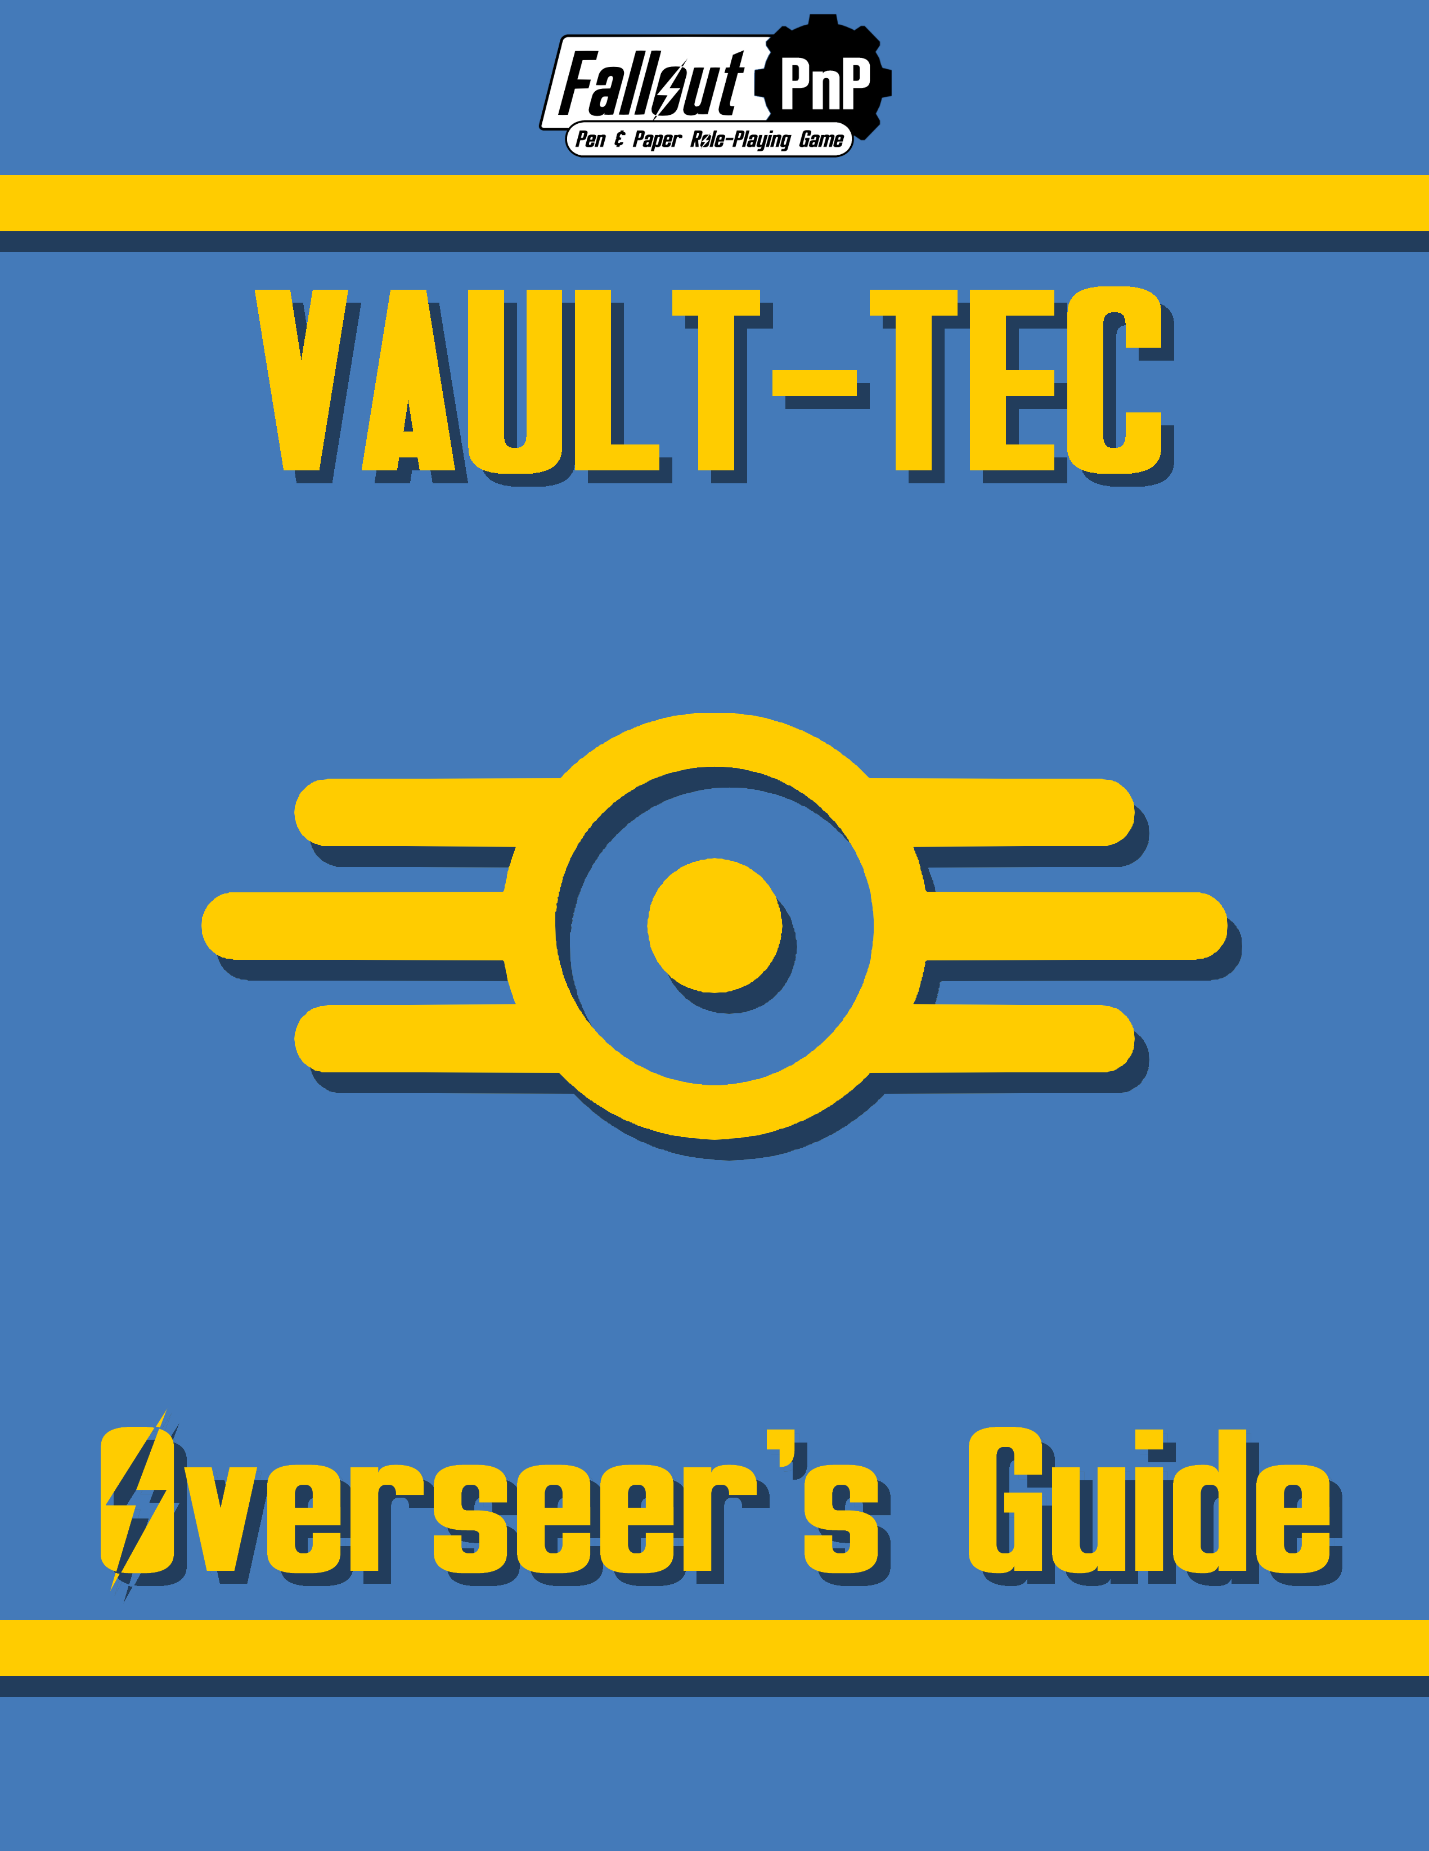 Fallout PnP
Pen & Paper Role-Playing Game
VAULT-TEC
Overseer's Guide